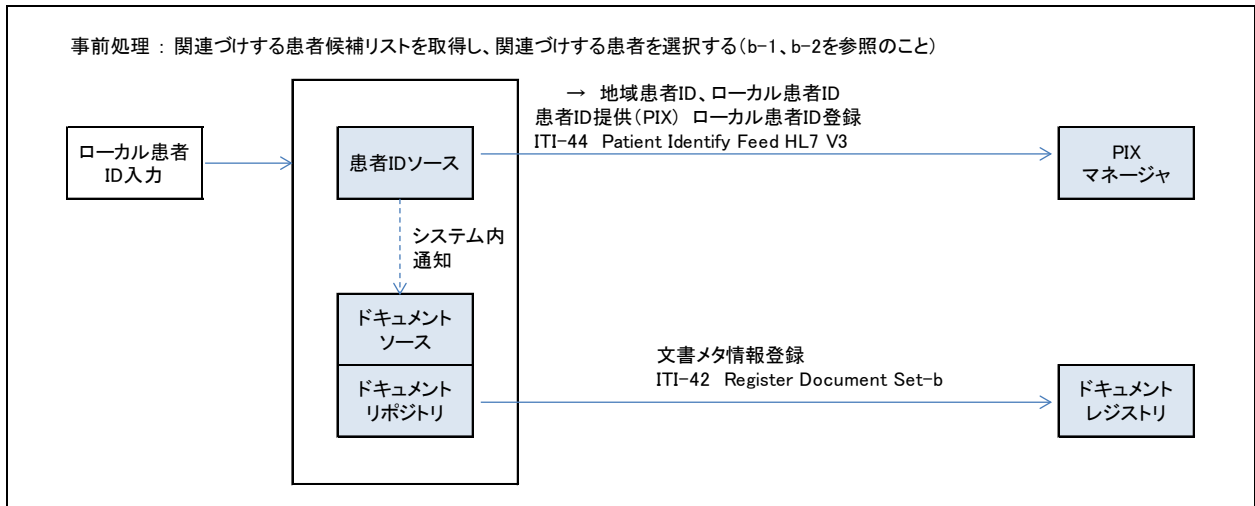 事前処理 : 関連づけする患者候補リストを取得し、関連づけする患者を選択する(b-1、b-2を参照のこと)
→ 地域患者ID、ローカル患者ID
患者ID提供(PIX) ローカル患者ID登録
ITI-44 Patient Identify Feed HL7 V3
ローカル患者
ID入力
患者IDソース
PIX
マネージャ
システム内
通知
ドキュメント
ソース
ドキュメント
リポジトリ
文書メタ情報登録
ITI-42 Register Document Set-b
ドキュメント
レジストリ